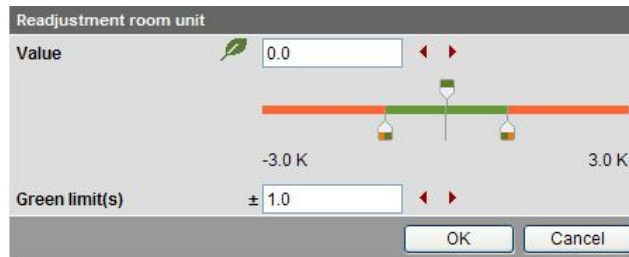 Readjustment room unit
Value 0.0
-3.0 K 3.0 K
Green limit(s) ± 1.0
OK Cancel